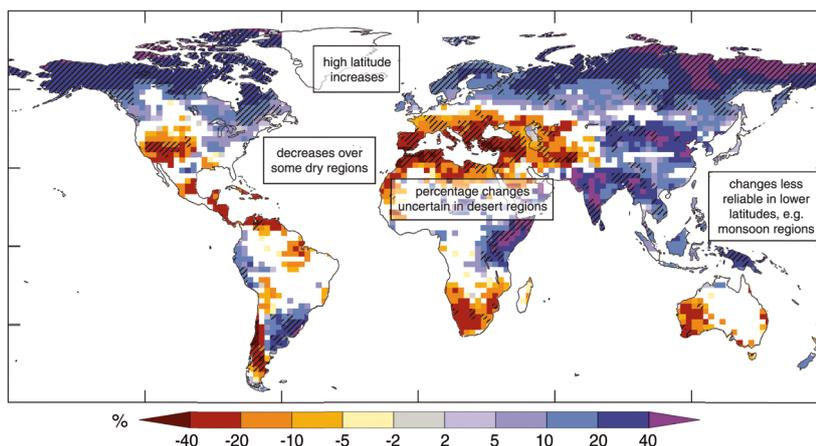 high latitude
increases
decreases over
some dry regions
percentage changes
uncertain in desert regions
changes less
reliable in lower
latitudes, e.g.
monsoon regions
%
-40 -20 -10 -5 -2 2 5 10 20 40